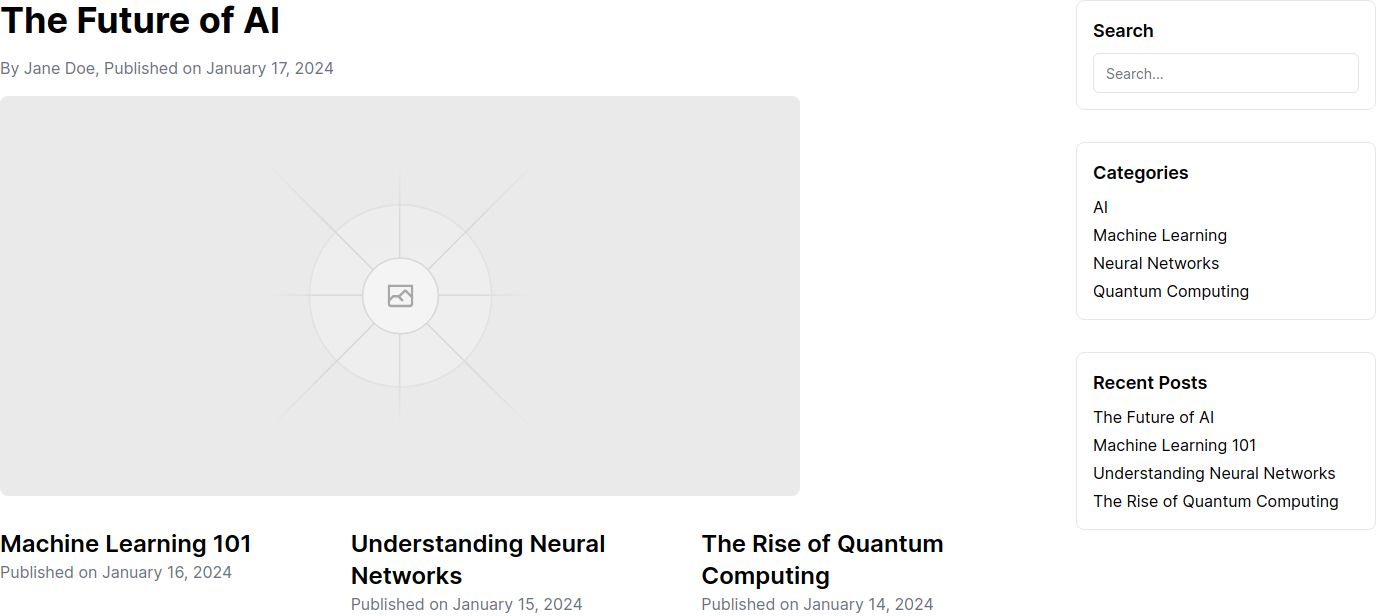 The Future of AI
By Jane Doe, Published on January 17, 2024
Machine Learning 101
Published on January 16, 2024
Understanding Neural
Networks
Published on January 15, 2024
The Rise of Quantum
Computing
Published on January 14, 2024
Search
Search...
Categories
AI
Machine Learning
Neural Networks
Quantum Computing
Recent Posts
The Future of AI
Machine Learning 101
Understanding Neural Networks
The Rise of Quantum Computing